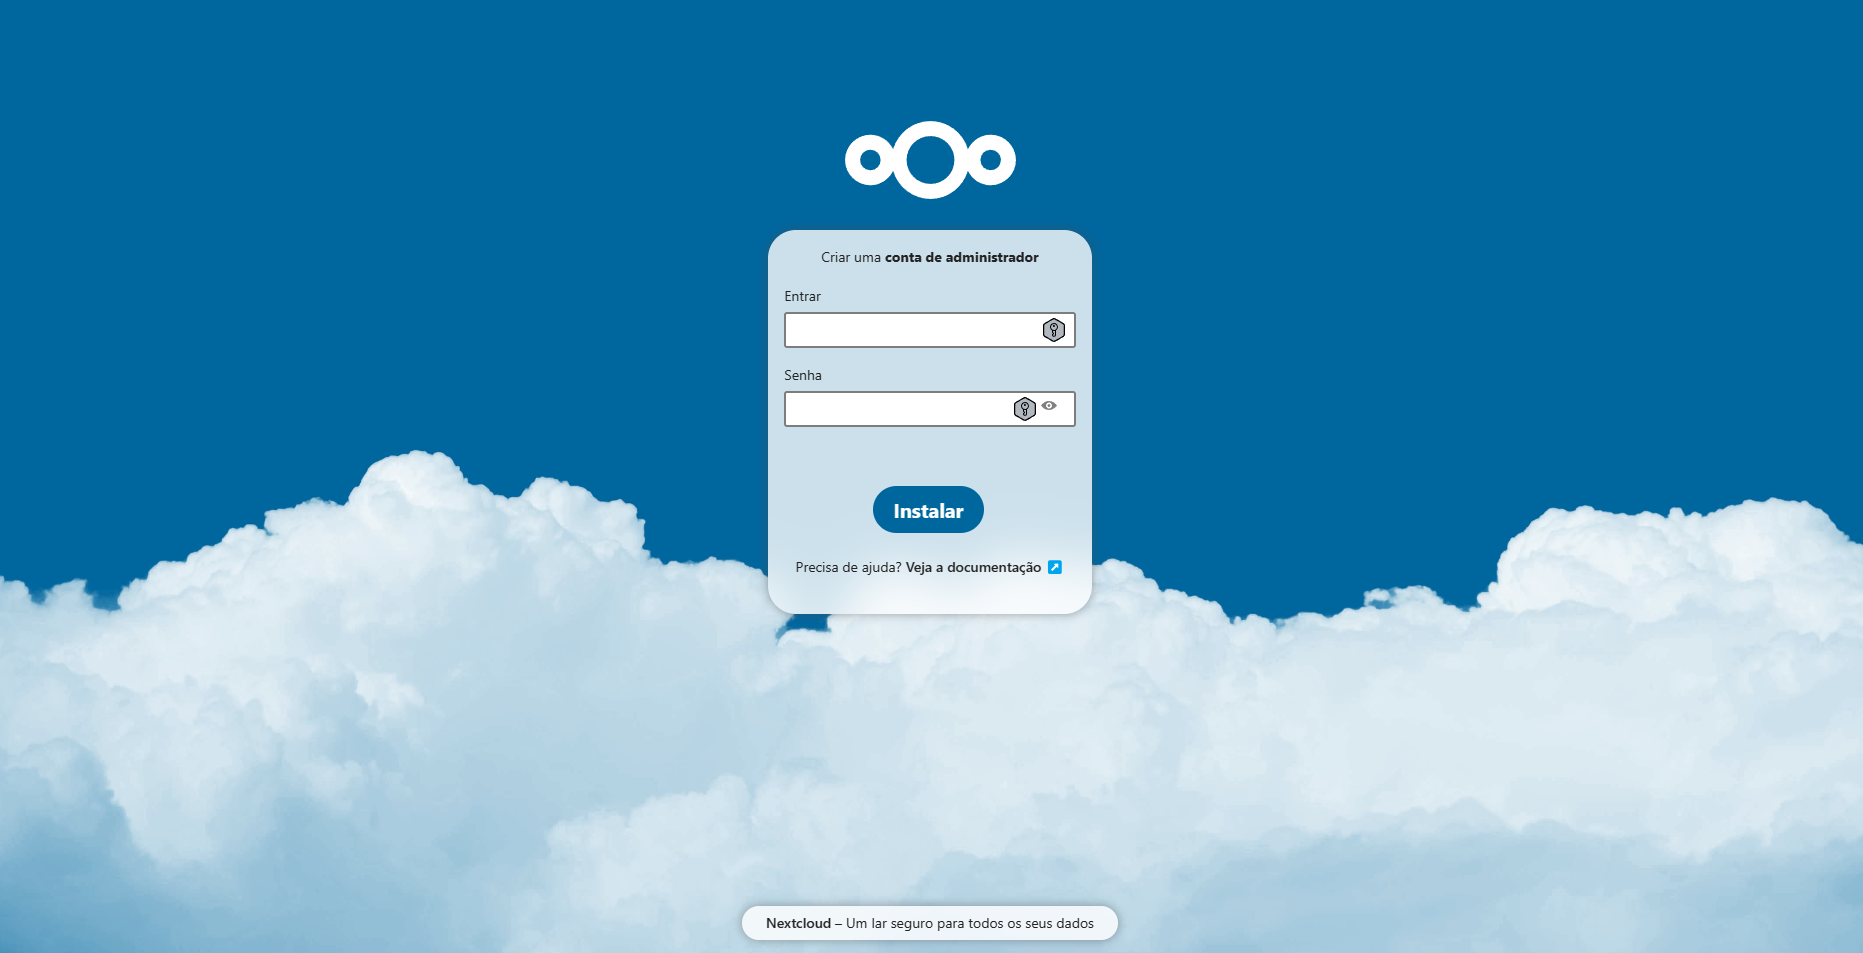 Criar uma conta de administrador
Entrar
Senha
Instalar
Precisa de ajuda? Veja a documentação
Nextcloud – Um lar seguro para todos os seus dados